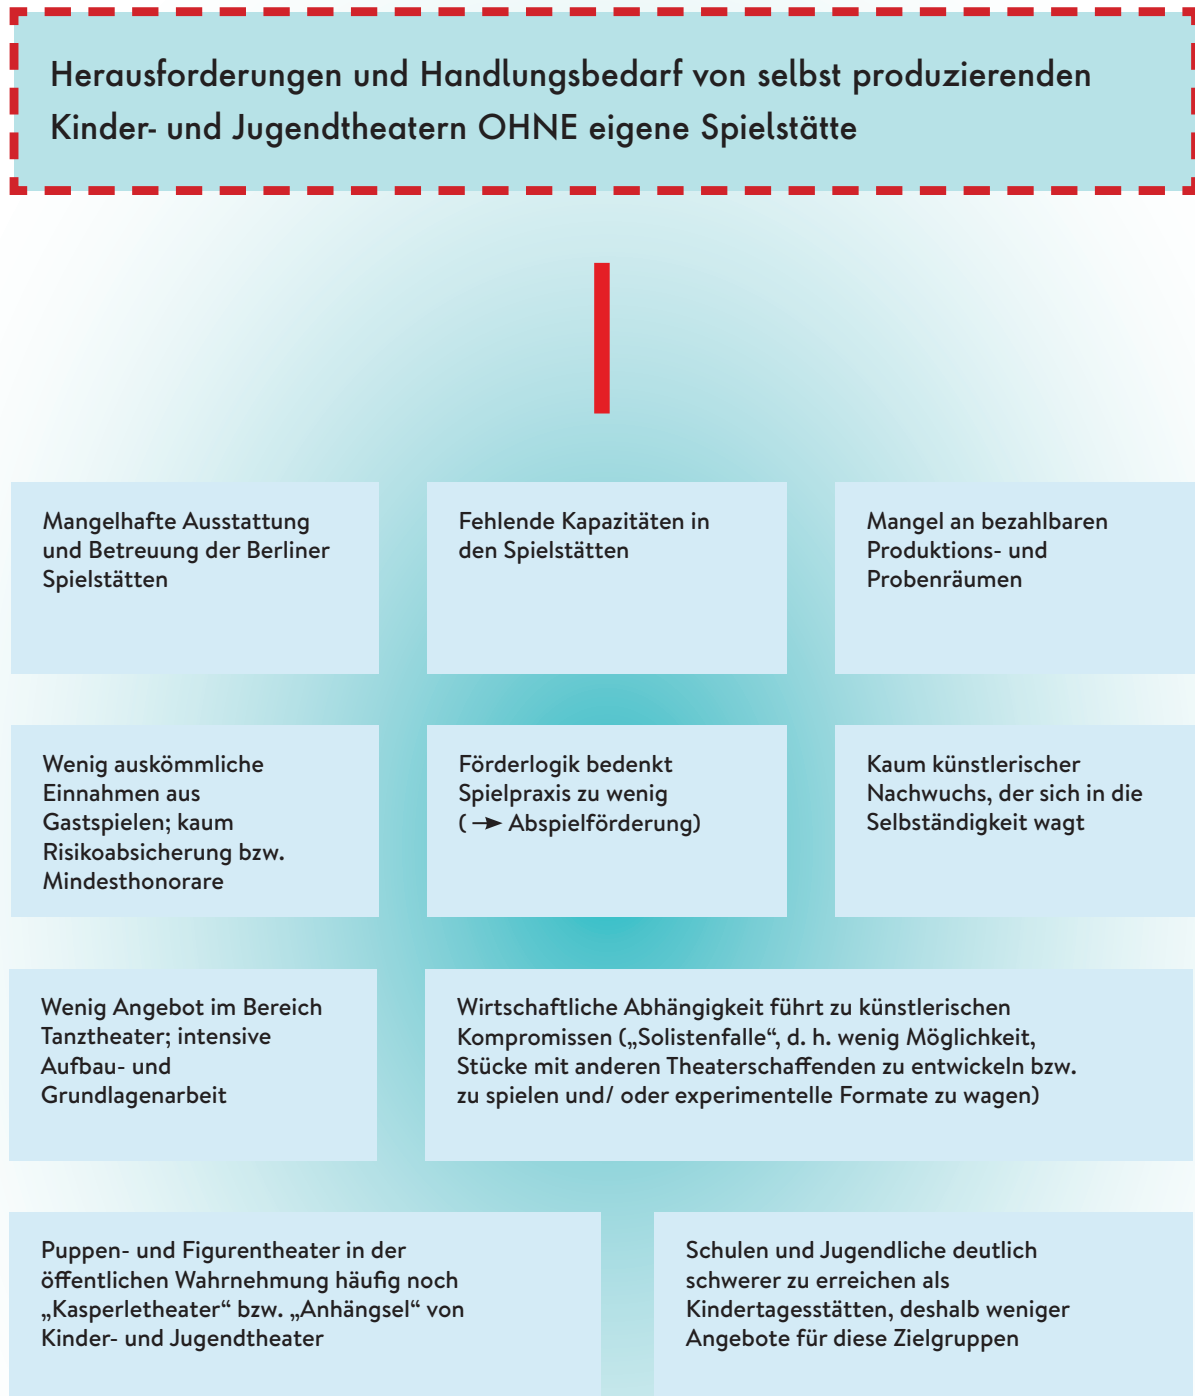 Herausforderungen und Handlungsbedarf von selbst produzierenden
Kinder- und Jugendtheatern OHNE eigene Spielstätte
Mangelhafte Ausstattung
und Betreuung der Berliner
Spielstätten
Fehlende Kapazitäten in
den Spielstätten
Mangel an bezahlbaren
Produktions- und
Probenräumen
Wenig auskömmliche
Einnahmen aus
Gastspielen; kaum
Risikoabsicherung bzw.
Mindesthonorare
Förderlogik bedenkt
Spielpraxis zu wenig
( → Abspielförderung)
Kaum künstlerischer
Nachwuchs, der sich in die
Selbständigkeit wagt
Wenig Angebot im Bereich
Tanztheater; intensive
Aufbau- und
Grundlagenarbeit
Wirtschaftliche Abhängigkeit führt zu künstlerischen
Kompromissen („Solistenfalle“, d. h. wenig Möglichkeit,
Stücke mit anderen Theaterschaffenden zu entwickeln bzw.
zu spielen und/ oder experimentelle Formate zu wagen)
Puppen- und Figurentheater in der
öffentlichen Wahrnehmung häufig noch
„Kasperletheater“ bzw. „Anhängsel“ von
Kinder- und Jugendtheater
Schulen und Jugendliche deutlich
schwerer zu erreichen als
Kindertagesstätten, deshalb weniger
Angebote für diese Zielgruppen